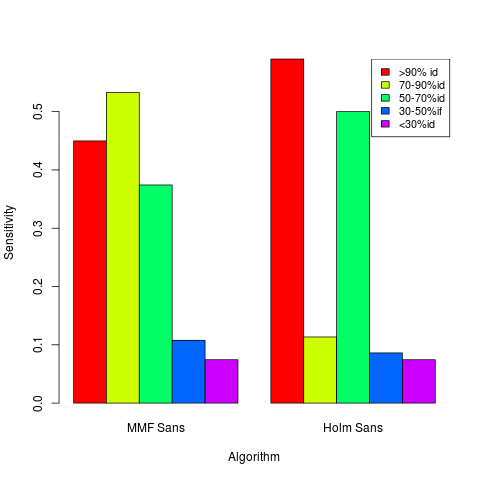 >90% id
70-90%id
50-70%id
30-50%if
<30%id
0.5
0.4
0.3
0.2
0.1
0.0
Sensitivity
MMF Sans
Holm Sans
Algorithm